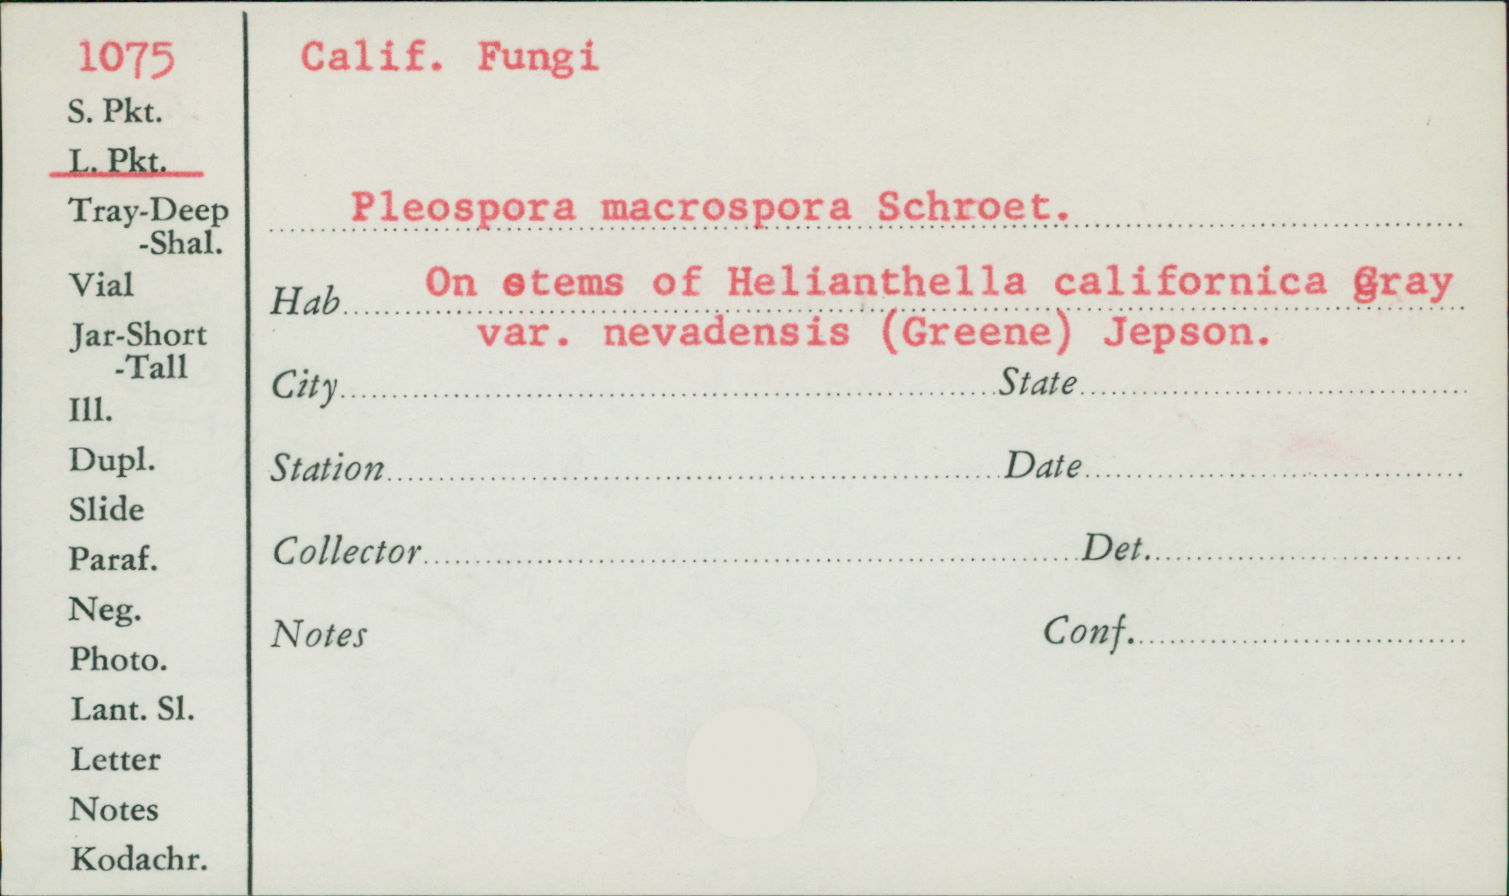 1075
Calif. Fungi
S. Pkt.
L. Pkt.
Tray-Deep
-Shal.
Vial
Jar-Short
-Tall
Ill.
Dupl.
Slide
Paraf.
Neg.
Photo.
Lant. Sl.
Letter
Notes
Kodachr.
Pleospora macrospora Schroet.
Hab. On stems of Helianthella californica Gray
var. nevadensis (Greene) Jepson.
City State
Station Date
Collector Det.
Notes Conf.